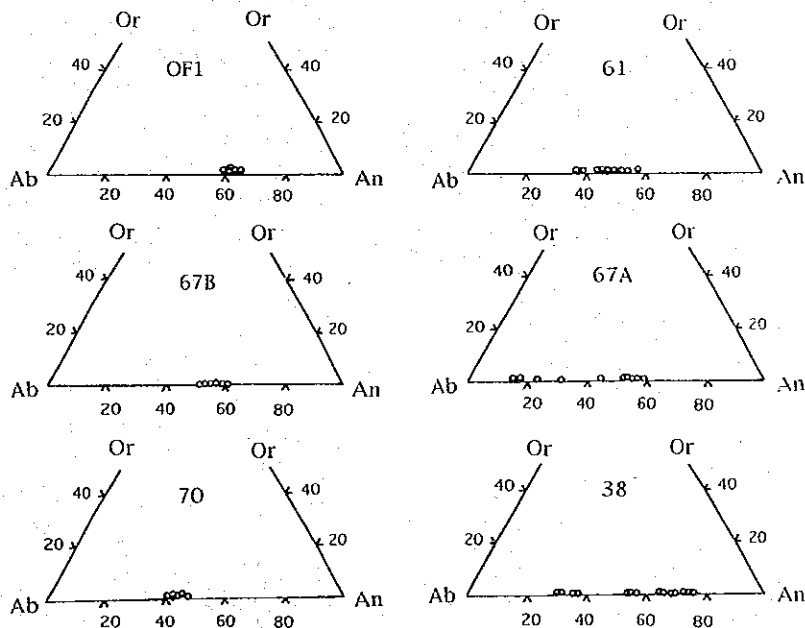 Or Or Or Or
40 OF1 40 40 61 40
20 20 20 20
Ab An Ab An
20 40 60 80 20 40 60 80
Or Or Or Or
40 67B 40 40 67A 40
20 20 20 20
Ab An Ab An
20 40 60 80 20 40 60 80
Or Or Or Or
40 70 40 40 38 40
20 20 20 20
Ab An Ab An
20 40 60 80 20 40 60 80